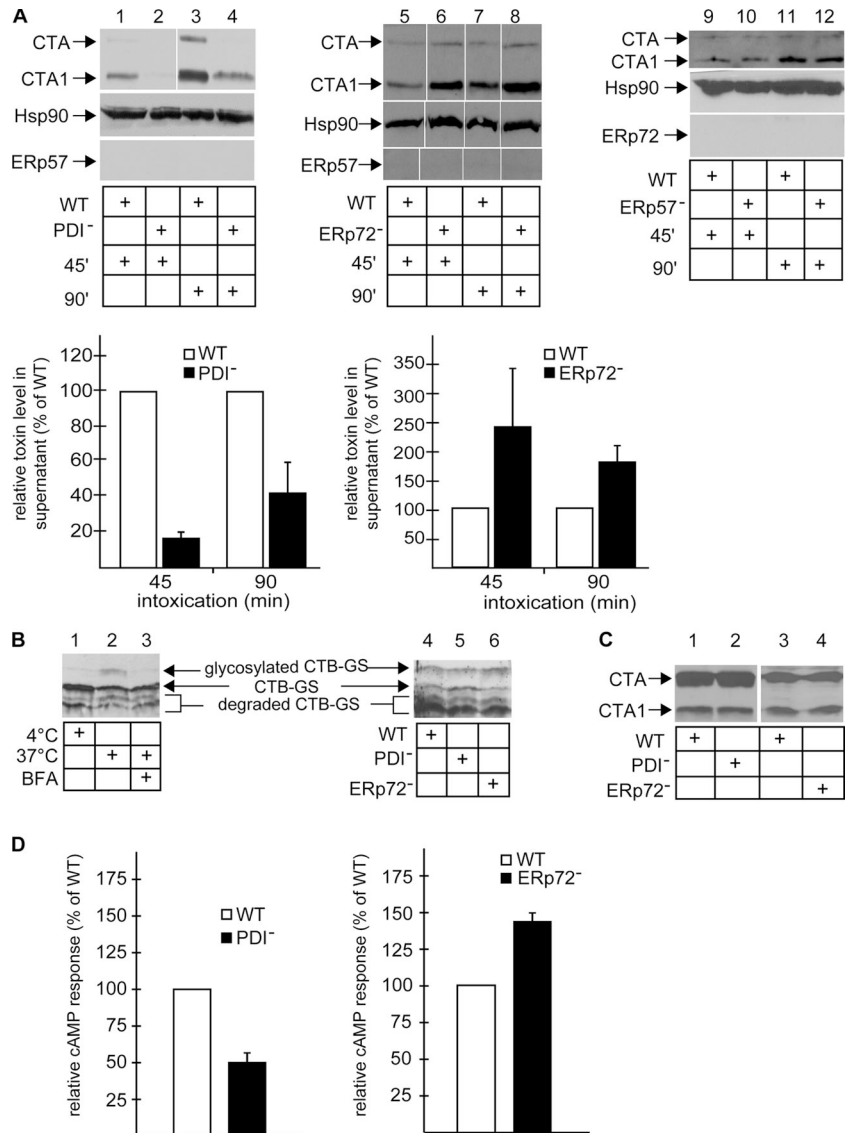 A
1 2 3 4
CTA
CTA1
Hsp90
ERp57
WT + +
PDI- + +
45' + +
90' + +
5 6 7 8
CTA
CTA1
Hsp90
ERp57
WT + +
ERp72- + +
45' + +
90' + +
9 10 11 12
CTA
CTA1
Hsp90
ERp72
WT + +
ERp57- + +
45' + +
90' + +
relative toxin level in
supernatant (% of WT)
120
100
80
60
40
20
WT
PDI-
45 90
intoxication (min)
relative toxin level in
supernatant (% of WT)
350
300
250
200
150
100
50
WT
ERp72-
45 90
intoxication (min)
B
1 2 3
glycosylated CTB-GS
CTB-GS
degraded CTB-GS
4°C +
37°C + +
BFA +
4 5 6
WT +
PDI- +
ERp72- +
C
1 2 3 4
CTA
CTA1
WT + +
PDI- +
ERp72- +
D
relative cAMP response (% of WT)
175
150
125
100
75
50
25
WT
PDI-
relative cAMP response (% of WT)
175
150
125
100
75
50
25
WT
ERp72-